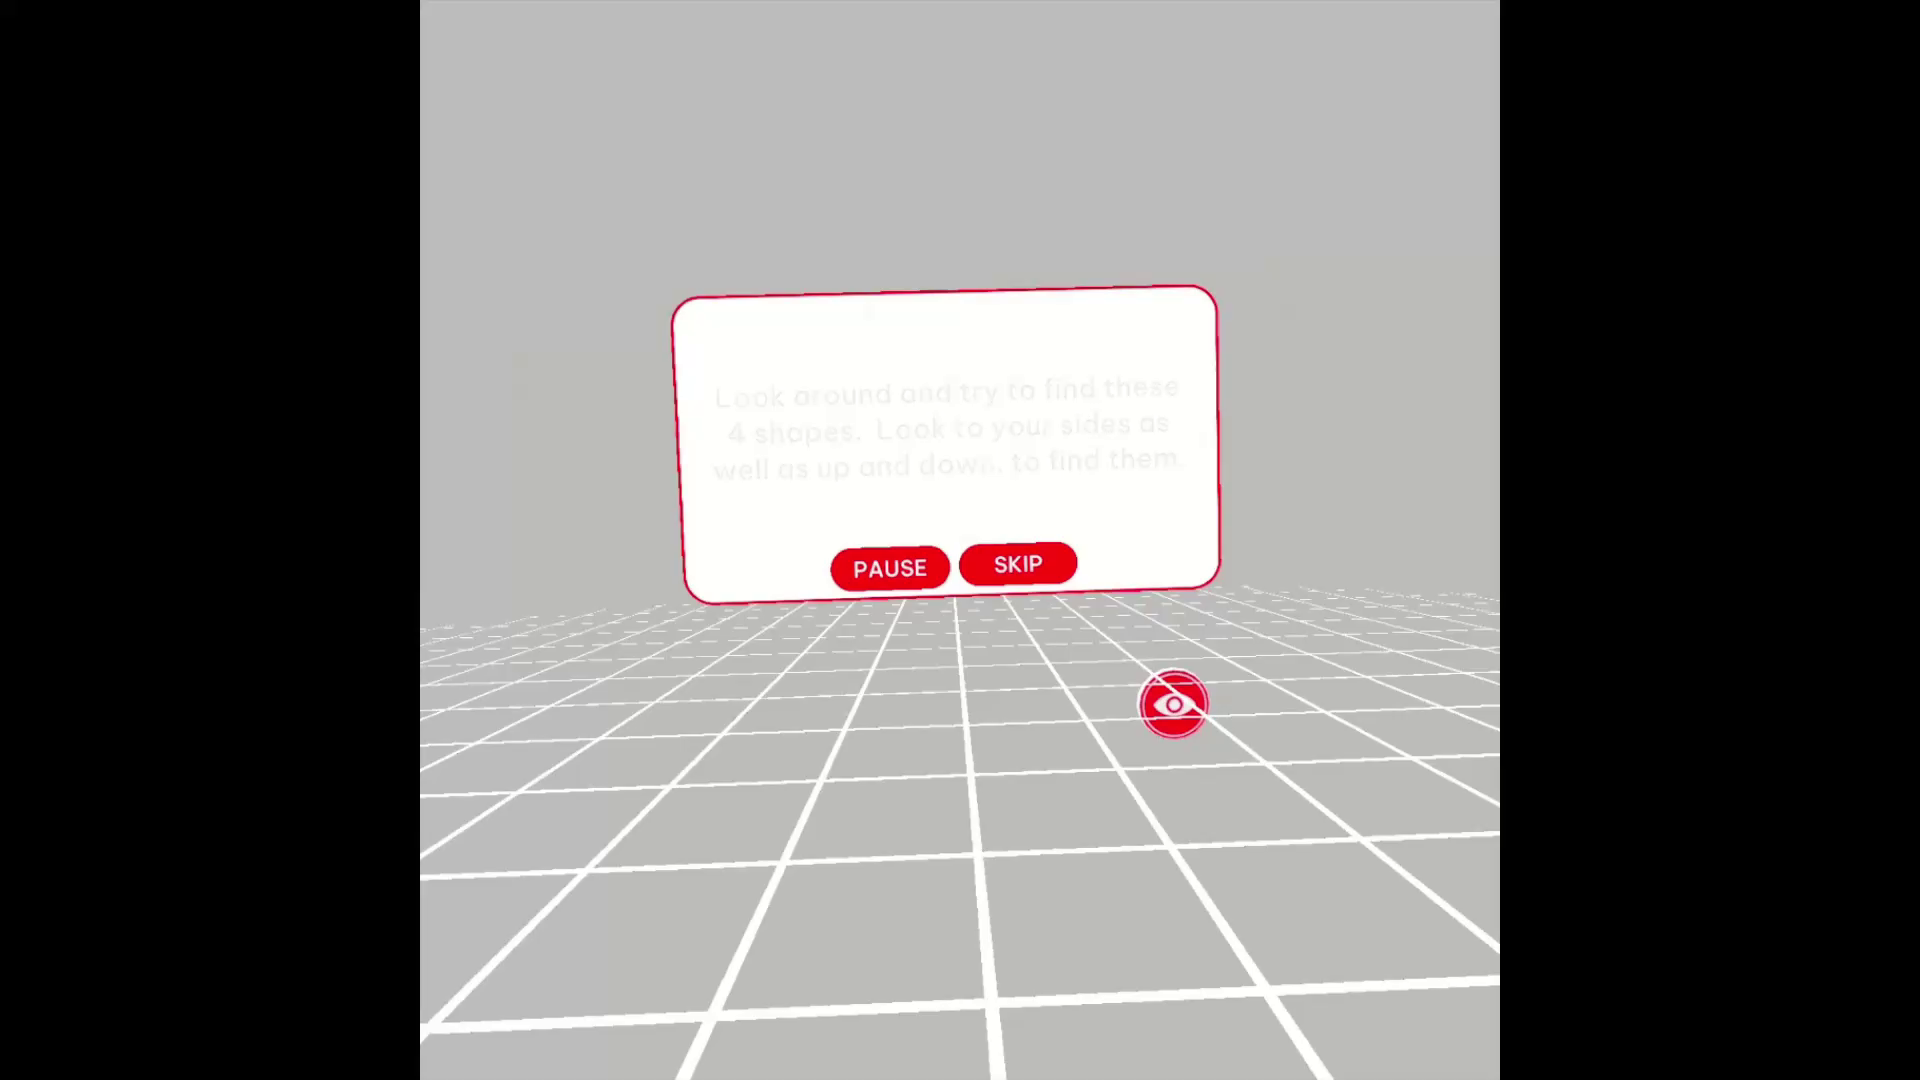 Look around and try to find these
4 shapes. Look to your sides as
well as up and down, to find them.
PAUSE
SKIP